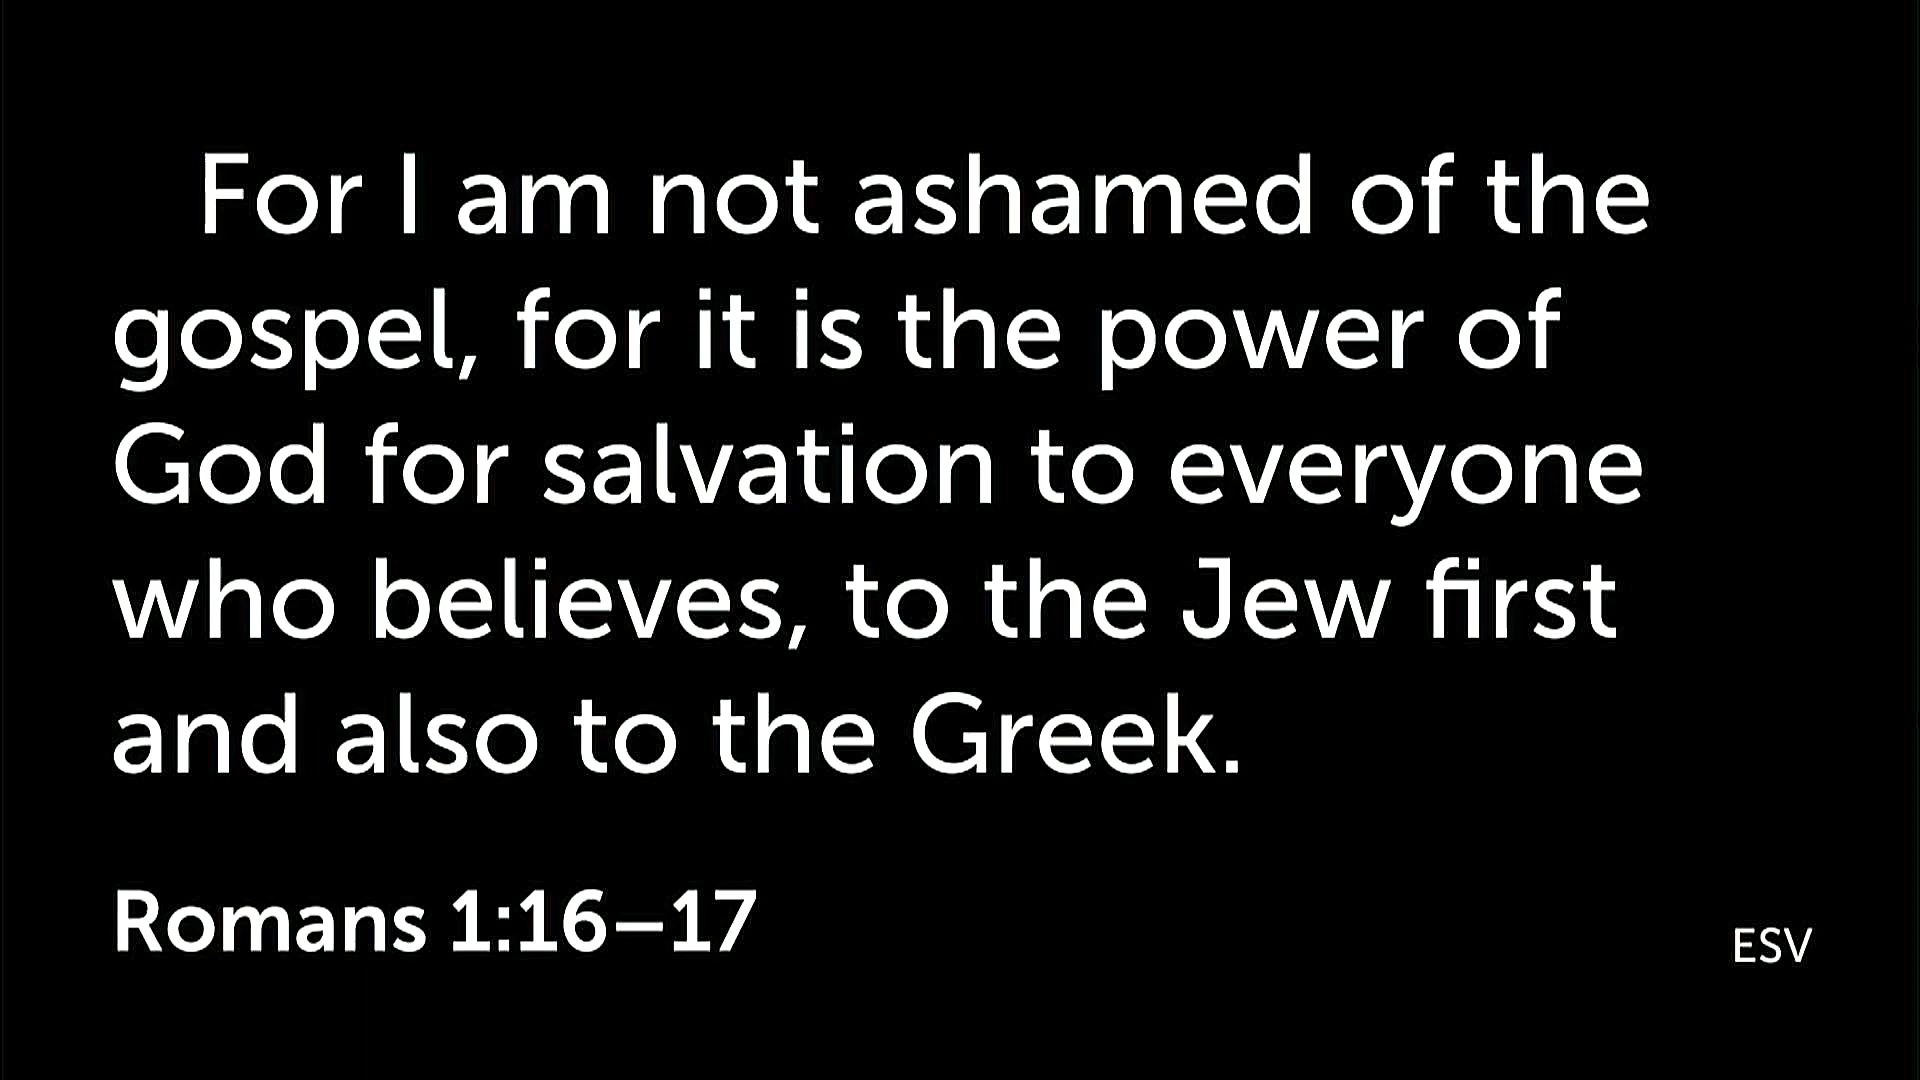 For I am not ashamed of the
gospel, for it is the power of
God for salvation to everyone
who believes, to the Jew first
and also to the Greek.
Romans 1:16–17
ESV